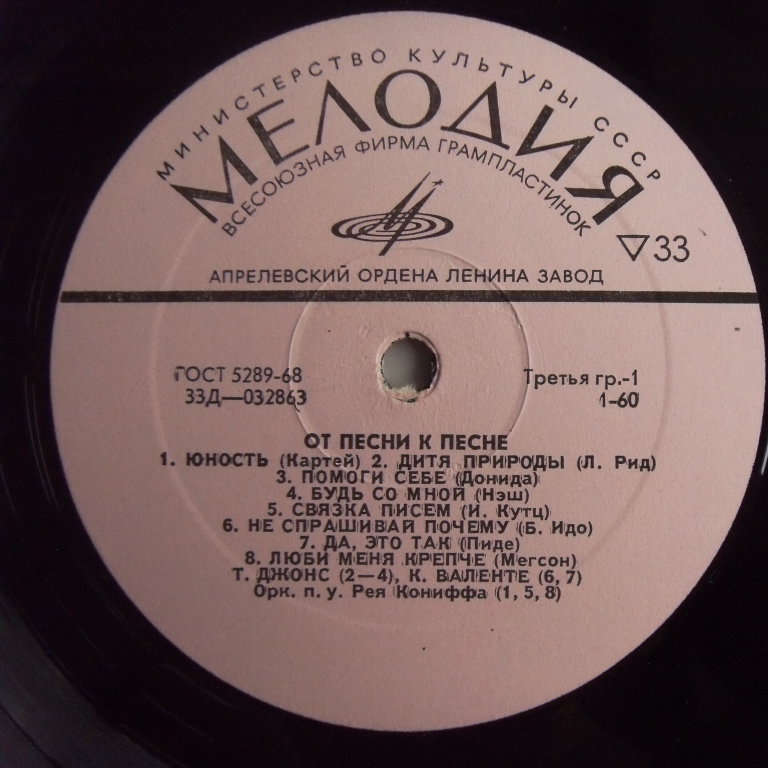 МИНИСТЕРСТВО КУЛЬТУРЫ СССР
МЕЛОДИЯ
ВСЕСОЮЗНАЯ ФИРМА ГРАМПЛАСТИНОК
▽33
АПРЕЛЕВСКИЙ ОРДЕНА ЛЕНИНА ЗАВОД
ГОСТ 5289-68
Третья гр.-1
33Д—032863
1-60
ОТ ПЕСНИ К ПЕСНЕ
1. ЮНОСТЬ (Картей) 2. ДИТЯ ПРИРОДЫ (Л. Рид)
3. ПОМОГИ СЕБЕ (Донида)
4. БУДЬ СО МНОЙ (Нэш)
5. СВЯЗКА ПИСЕМ (И. Кутц)
6. НЕ СПРАШИВАЙ ПОЧЕМУ (Б. Идо)
7. ДА, ЭТО ТАК (Пиде)
8. ЛЮБИ МЕНЯ КРЕПЧЕ (Мегсон)
Т. ДЖОНС (2—4), К. ВАЛЕНТЕ (6, 7)
Орк. п. у. Рея Кониффа (1, 5, 8)